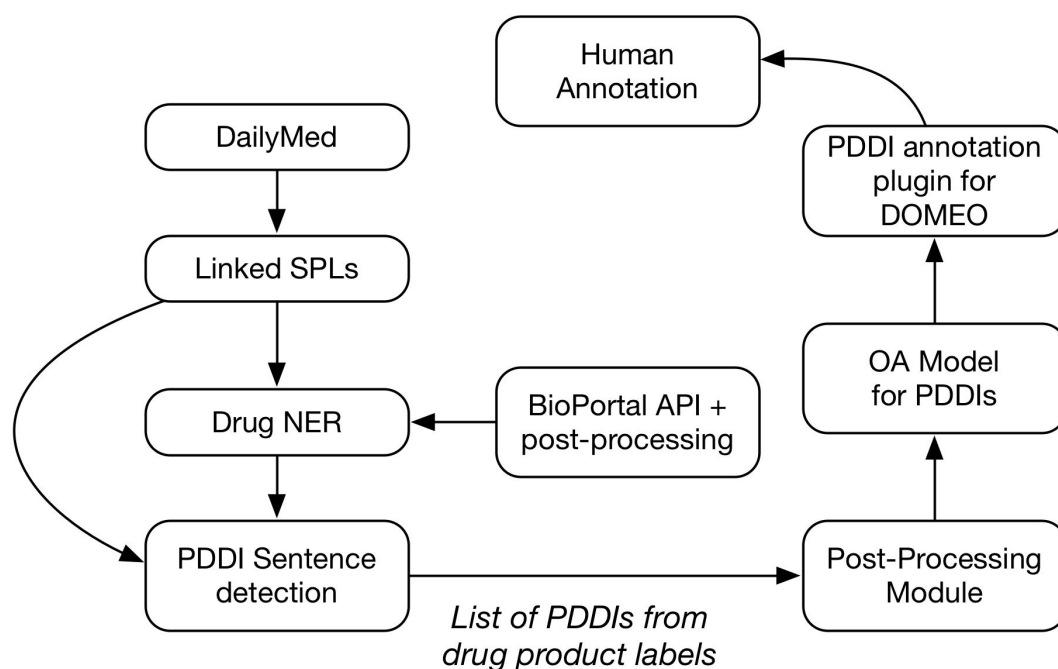 Human
Annotation
DailyMed
PDDI annotation
plugin for
DOMEO
Linked SPLs
OA Model
for PDDIs
Drug NER
BioPortal API +
post-processing
PDDI Sentence
detection
Post-Processing
Module
List of PDDIs from
drug product labels